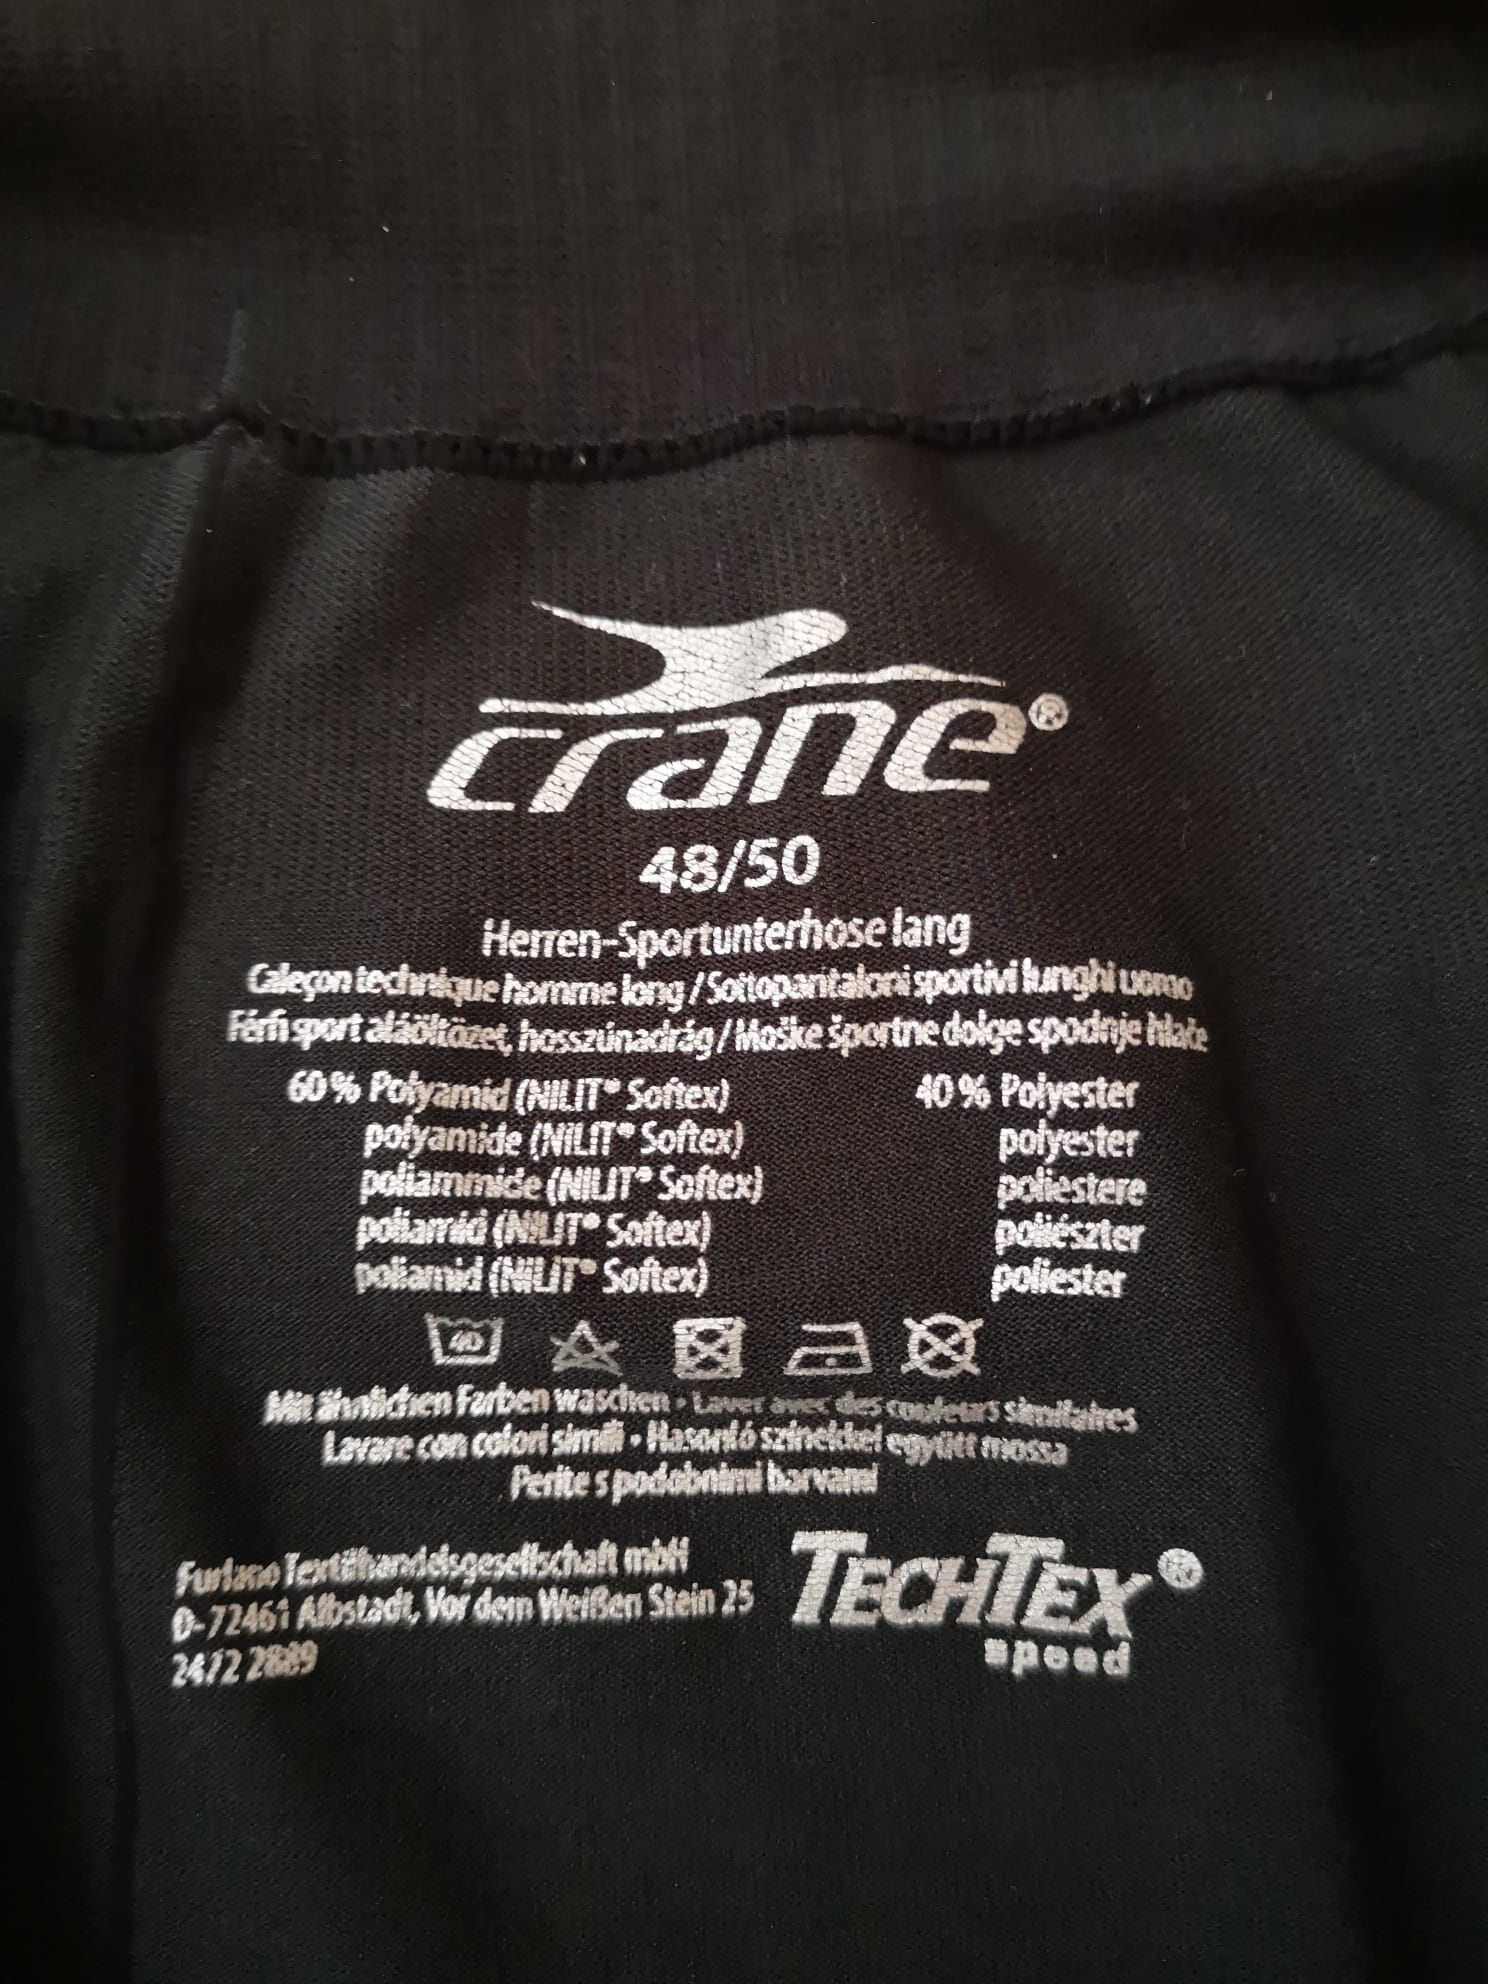 crane®
48/50
Herren-Sportunterhose lang
Caleçon technique homme long / Sottopantaloni sportivi lunghi uomo
Férfi sport aláöltözet, hosszúnadrág / Moške športne dolge spodnje hlače
60 % Polyamid (NILIT® Softex) 40 % Polyester
polyamide (NILIT® Softex) polyester
poliammide (NILIT® Softex) poliestere
poliamid (NILIT® Softex) poliészter
poliamid (NILIT® Softex) poliester
Mit ähnlichen Farben waschen • Laver avec des couleurs similaires
Lavare con colori simili • Hasonló színekkel együtt mossa
Perite s podobnimi barvami
Furlano Textilhandelsgesellschaft mbH
D-72461 Albstadt, Vor dem Weißen Stein 25
2889
TECHTEX®
speed